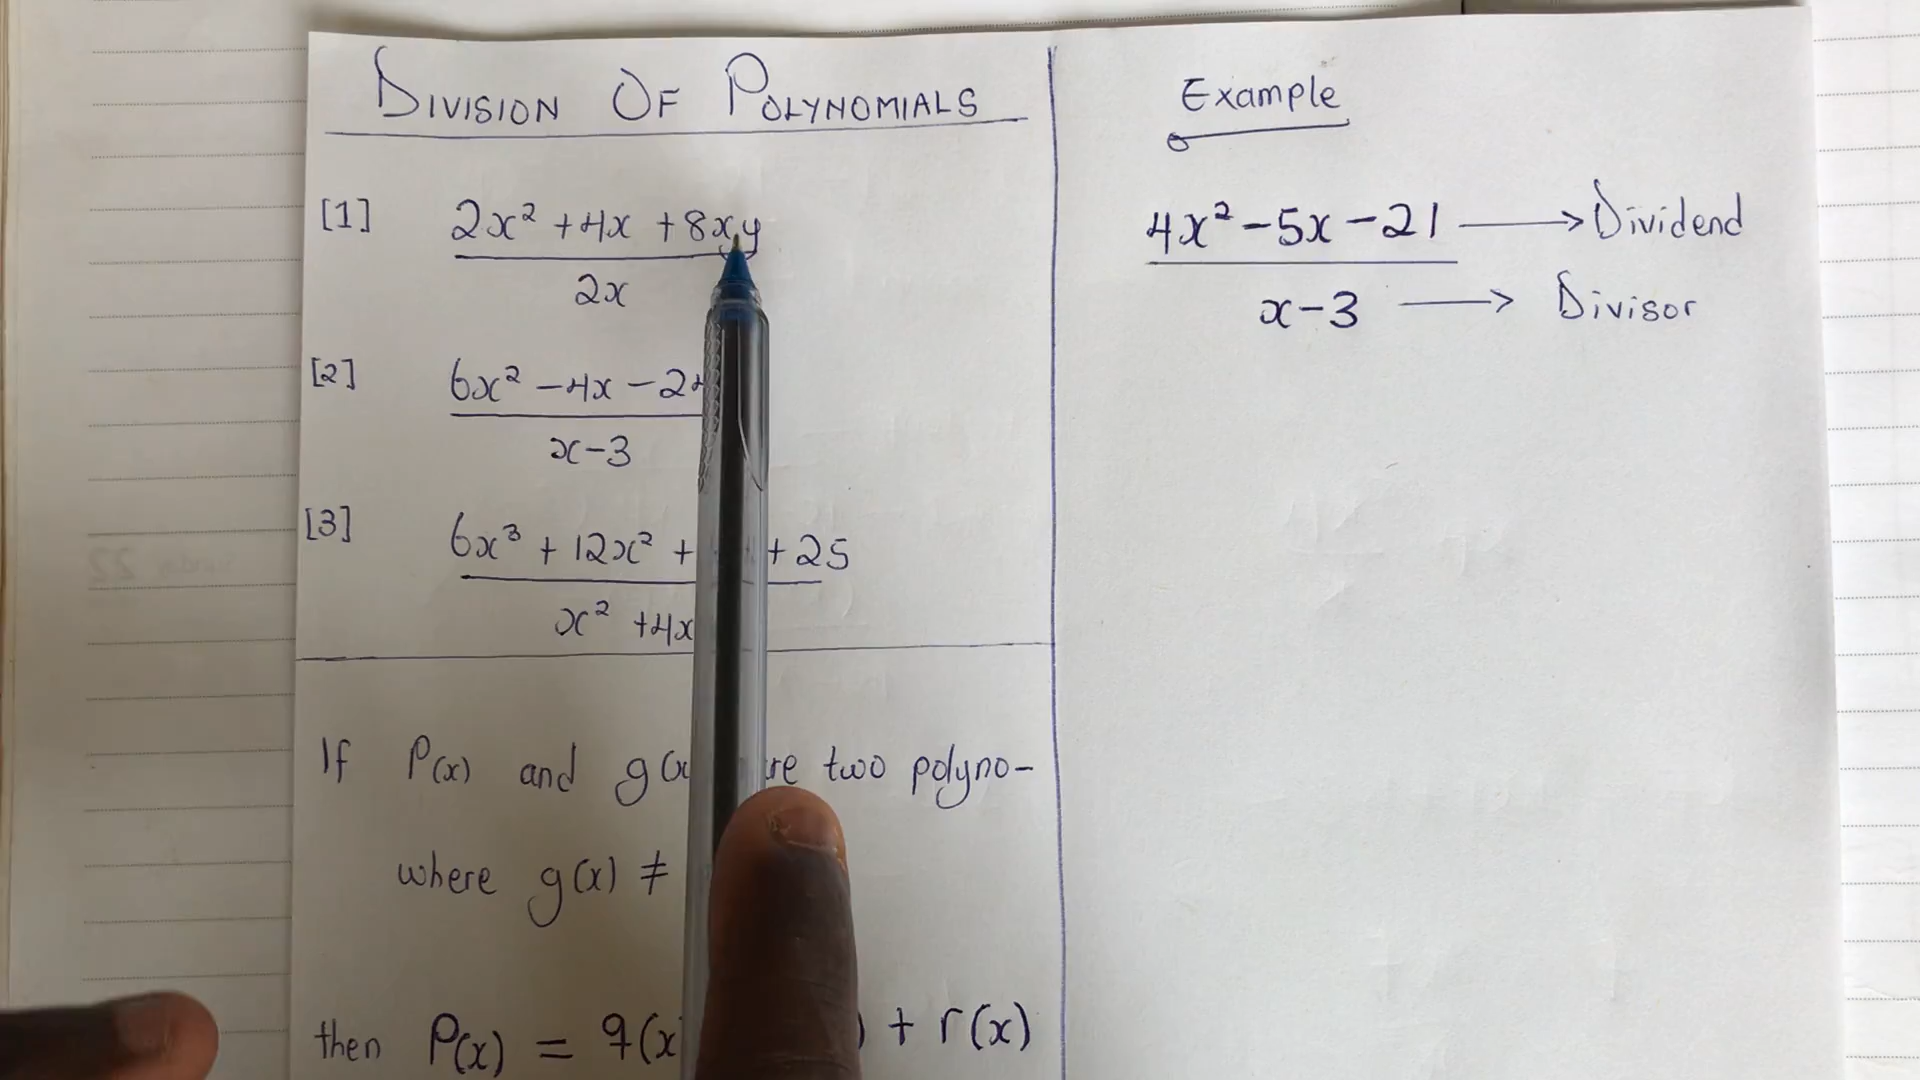 DIVISION OF POLYNOMIALS
[1] 2x² + 4x + 8xy
2x
[2] 6x² - 4x - 2
x - 3
[3] 6x³ + 12x² + + 25
x² + 4x
If P(x) and g(x) are two polyno-
where g(x) ≠
then P(x) = q(x) + r(x)
Example
4x² - 5x - 21 → Dividend
x - 3 → Divisor